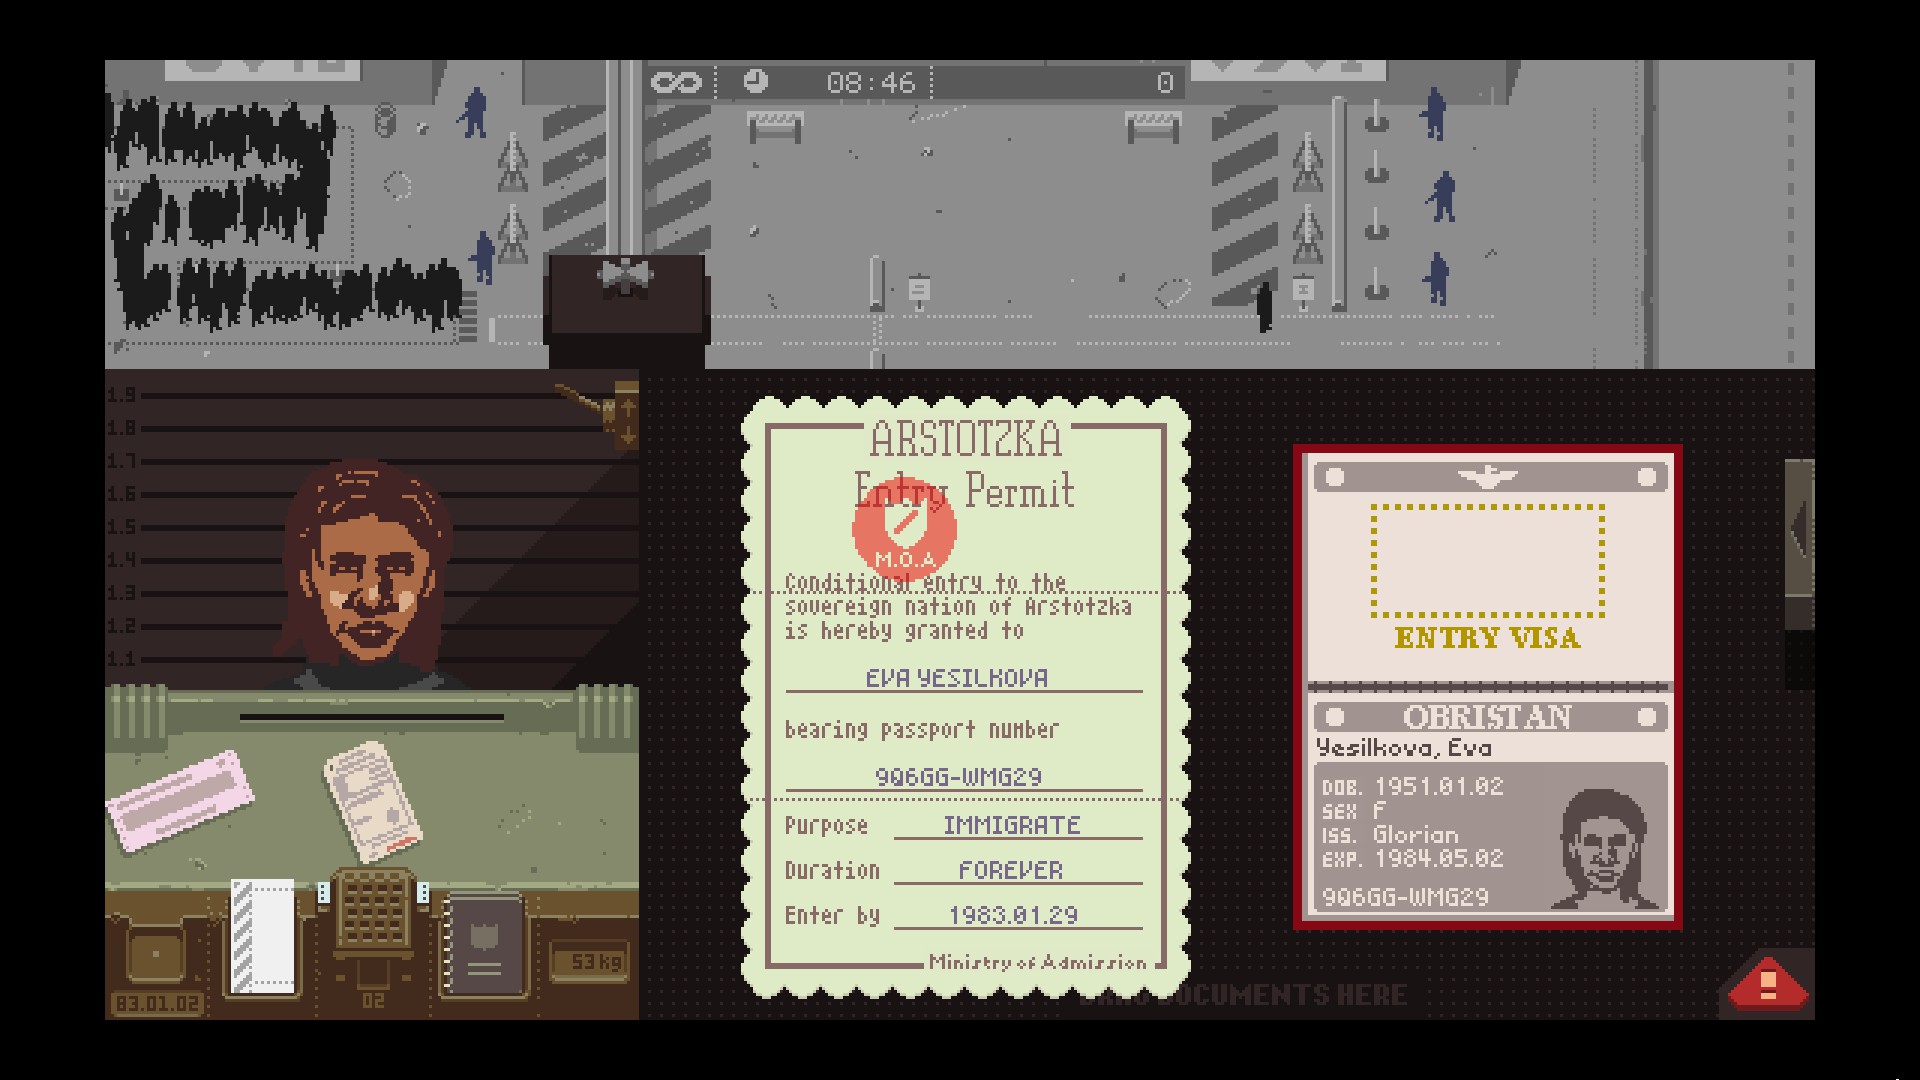 08:46
0
1.9
1.8
1.7
1.6
1.5
1.4
1.3
1.2
1.1
ARSTOTZKA
Entry Permit
M.O.A
Conditional entry to the
sovereign nation of Arstotzka
is hereby granted to
EVA YESILKOVA
bearing passport number
9Q6GG-WMG29
Purpose IMMIGRATE
Duration FOREVER
Enter by 1983.01.29
Ministry of Admission
ENTRY VISA
OBRISTAN
Yesilkova, Eva
DOB. 1951.01.02
SEX F
ISS. Glorian
EXP. 1984.05.02
9Q6GG-WMG29
53 kg
83.01.02
02
DOCUMENTS HERE